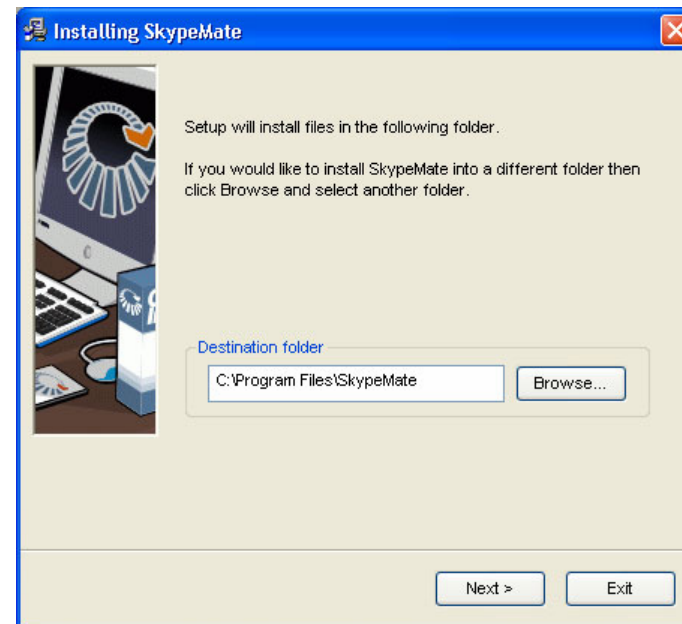 Installing SkypeMate
Setup will install files in the following folder.
If you would like to install SkypeMate into a different folder then
click Browse and select another folder.
Destination folder
C:\Program Files\SkypeMate
Browse...
Next >
Exit